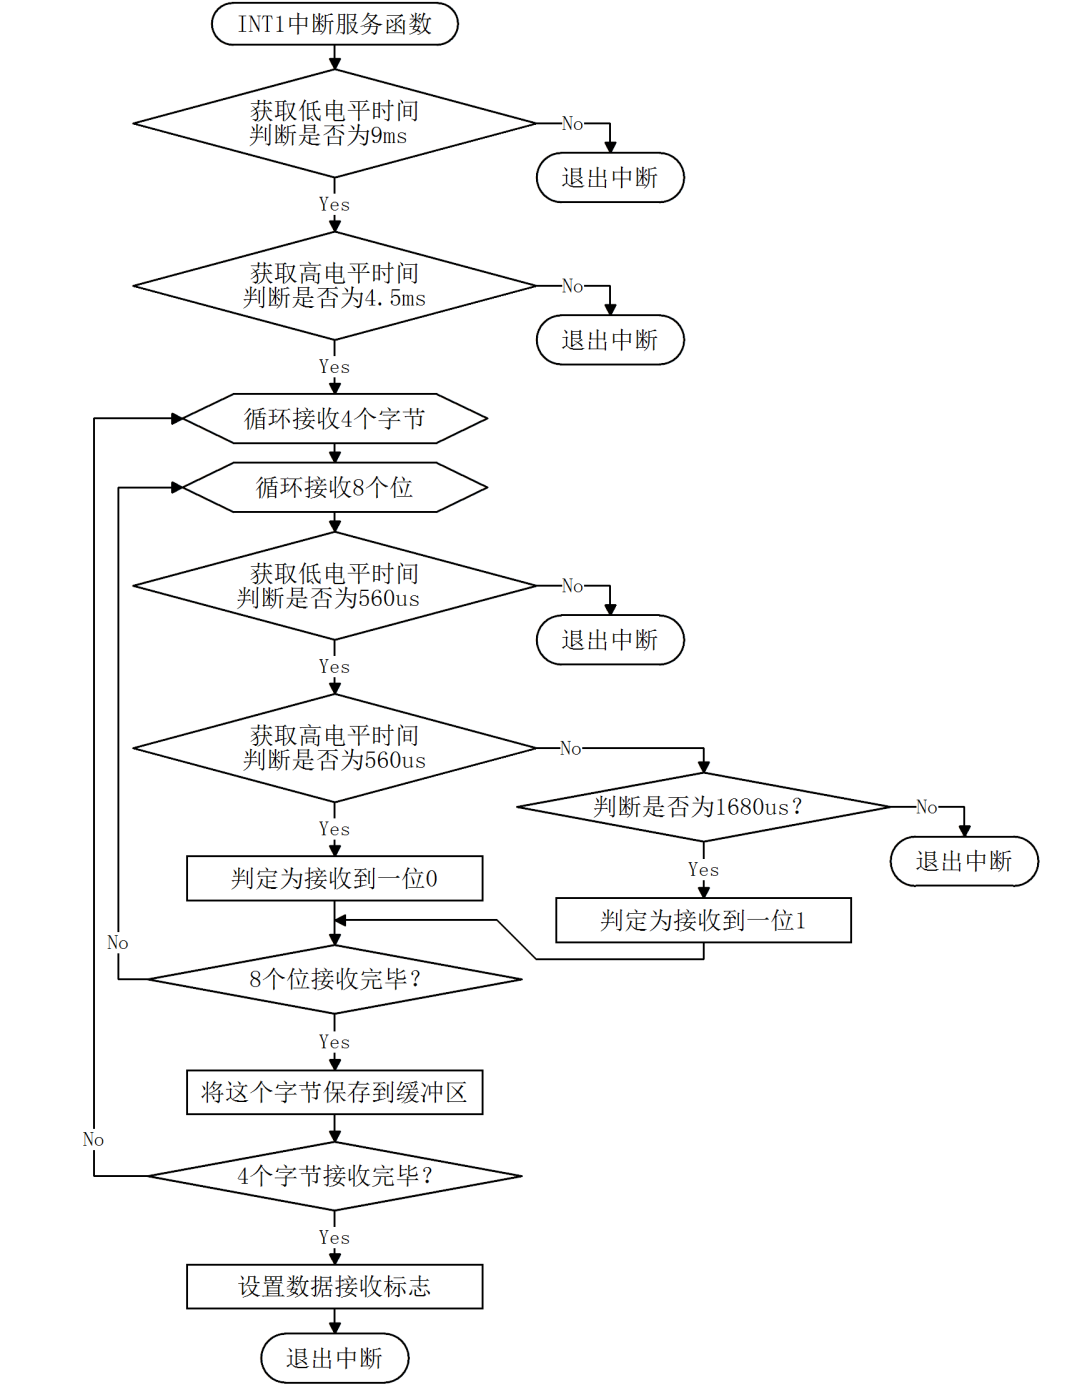 INT1中断服务函数
获取低电平时间
判断是否为9ms
No
退出中断
Yes
获取高电平时间
判断是否为4.5ms
No
退出中断
Yes
循环接收4个字节
循环接收8个位
获取低电平时间
判断是否为560us
No
退出中断
Yes
获取高电平时间
判断是否为560us
No
判断是否为1680us?
No
退出中断
Yes
Yes
判定为接收到一位0
判定为接收到一位1
No
8个位接收完毕?
Yes
将这个字节保存到缓冲区
No
4个字节接收完毕?
Yes
设置数据接收标志
退出中断